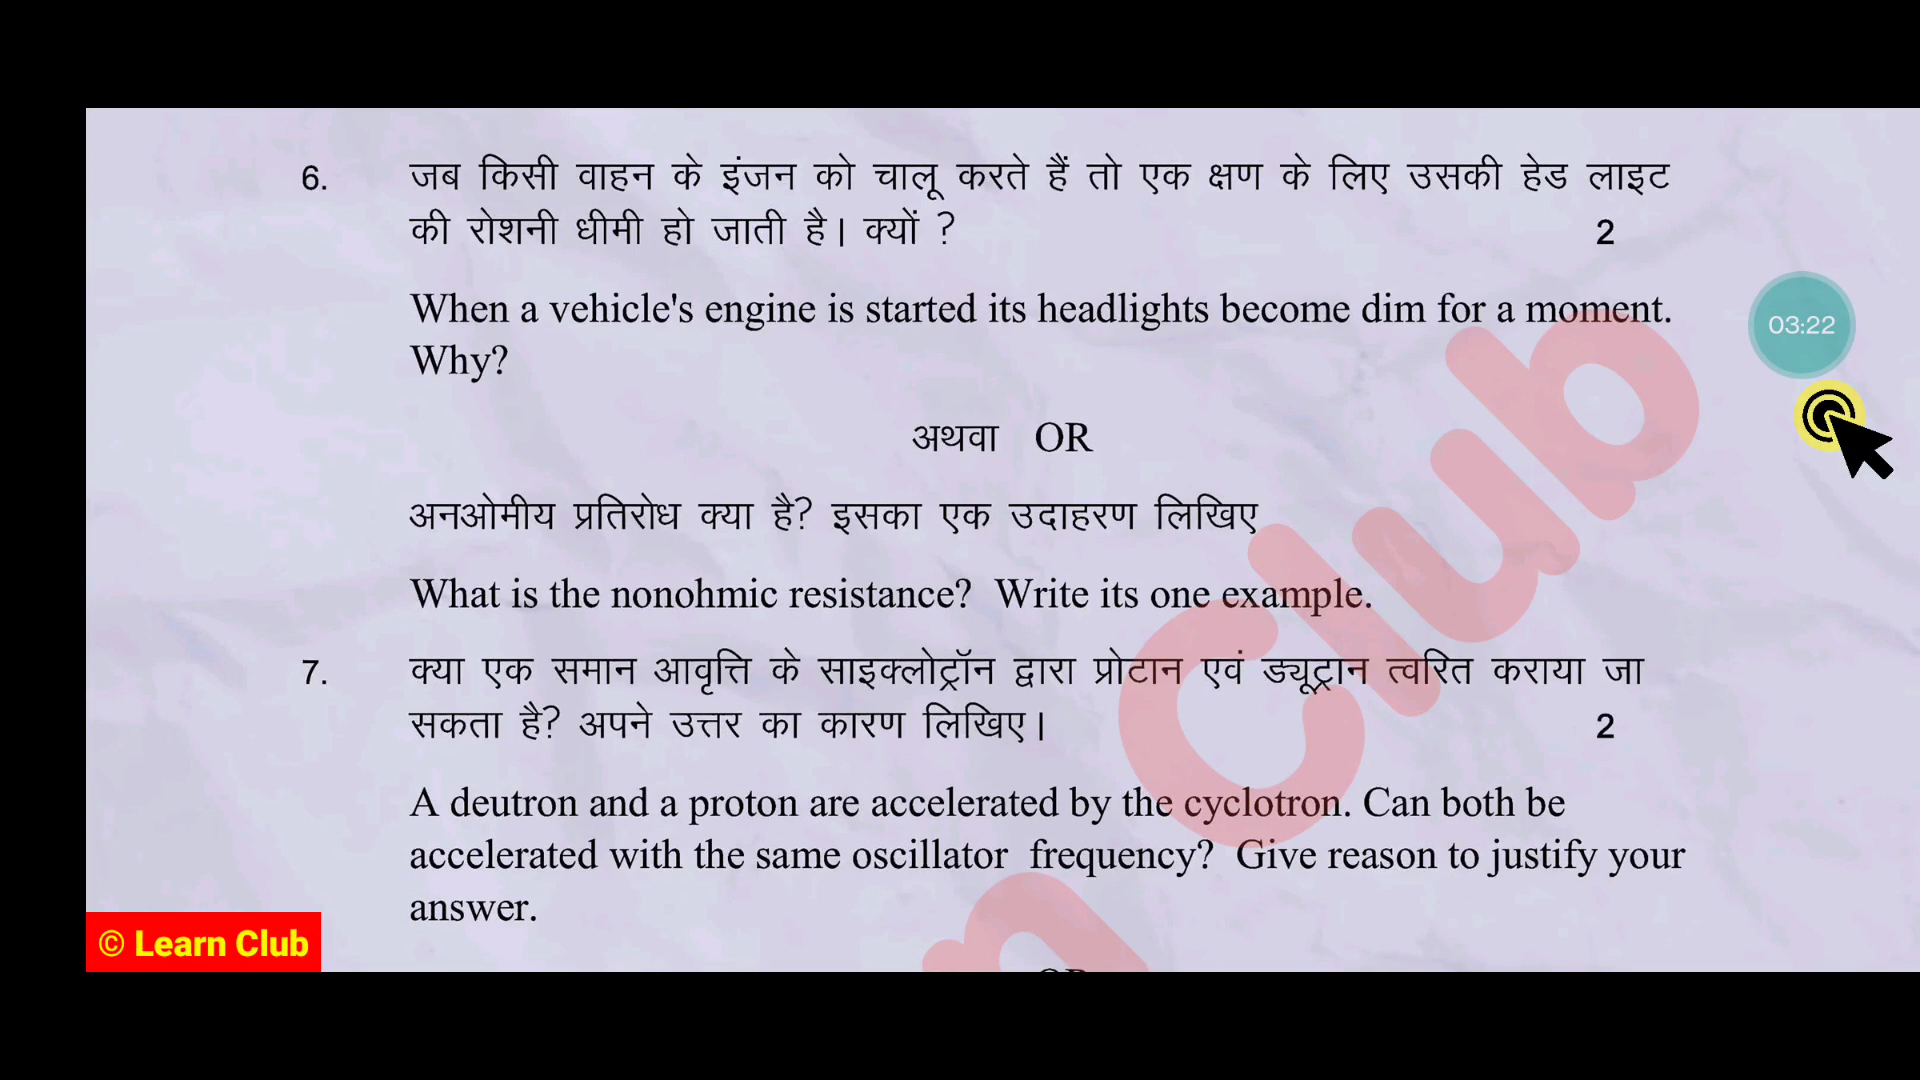 6. जब किसी वाहन के इंजन को चालू करते हैं तो एक क्षण के लिए उसकी हेड लाइट
की रोशनी धीमी हो जाती है। क्यों ? 2
When a vehicle's engine is started its headlights become dim for a moment.
03:22
Why?
अथवा OR
अनओमीय प्रतिरोध क्या है? इसका एक उदाहरण लिखिए
What is the nonohmic resistance? Write its one example.
7. क्या एक समान आवृत्ति के साइक्लोट्रॉन द्वारा प्रोटान एवं ड्यूट्रान त्वरित कराया जा
सकता है? अपने उत्तर का कारण लिखिए। 2
A deutron and a proton are accelerated by the cyclotron. Can both be
accelerated with the same oscillator frequency? Give reason to justify your
answer.
© Learn Club
n Club